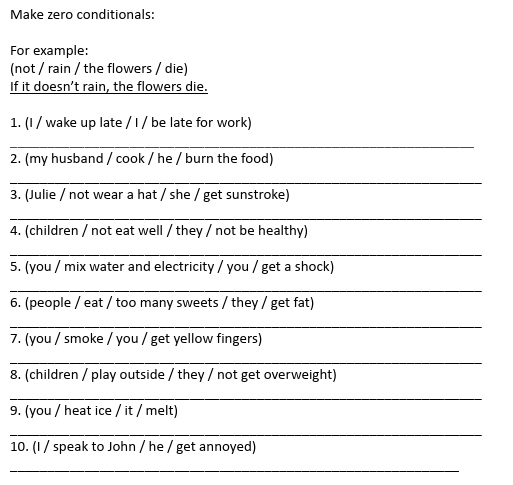 Make zero conditionals:
For example:
(not / rain / the flowers / die)
If it doesn't rain, the flowers die.
1. (I / wake up late / I / be late for work)
2. (my husband / cook / he / burn the food)
3. (Julie / not wear a hat / she / get sunstroke)
4. (children / not eat well / they / not be healthy)
5. (you / mix water and electricity / you / get a shock)
6. (people / eat / too many sweets / they / get fat)
7. (you / smoke / you / get yellow fingers)
8. (children / play outside / they / not get overweight)
9. (you / heat ice / it / melt)
10. (I / speak to John / he / get annoyed)